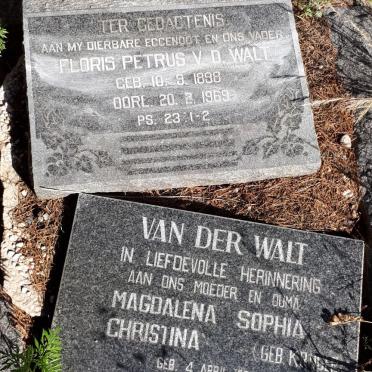 TER GEDAGTENIS
AAN MY DIERBARE EGGENOOT EN ONS VADER
FLORIS PETRUS V. D. WALT
GEB. 10. 8. 1898
OORL. 20. 2. 1969
PS. 23:1-2
VAN DER WALT
IN LIEFDEVOLLE HERINNERING
AAN ONS MOEDER EN OUMA
MAGDALENA SOPHIA
CHRISTINA (GEB
GEB. 4 APRIL